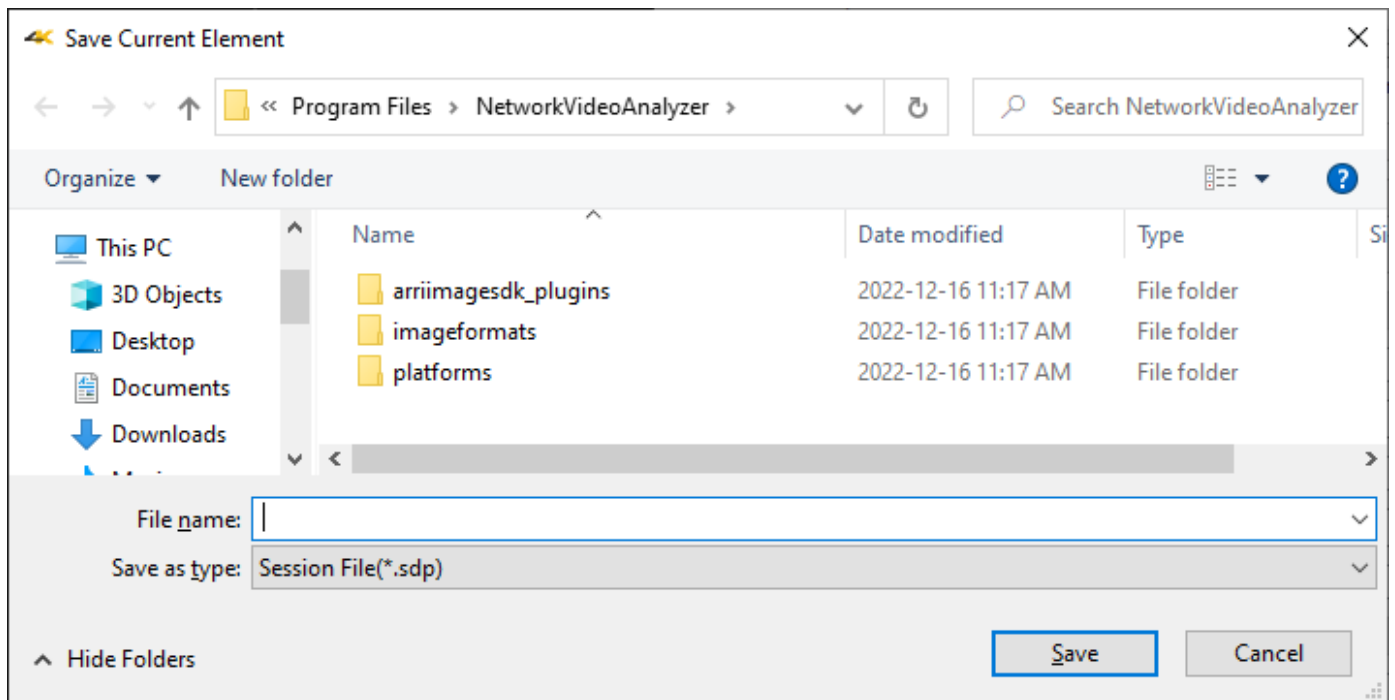 4K Save Current Element
« Program Files > NetworkVideoAnalyzer > Search NetworkVideoAnalyzer
Organize New folder ?
This PC
3D Objects
Desktop
Documents
Downloads
Name Date modified Type Si
arriimagesdk_plugins 2022-12-16 11:17 AM File folder
imageformats 2022-12-16 11:17 AM File folder
platforms 2022-12-16 11:17 AM File folder
File name:
Save as type: Session File(*.sdp)
Hide Folders Save Cancel